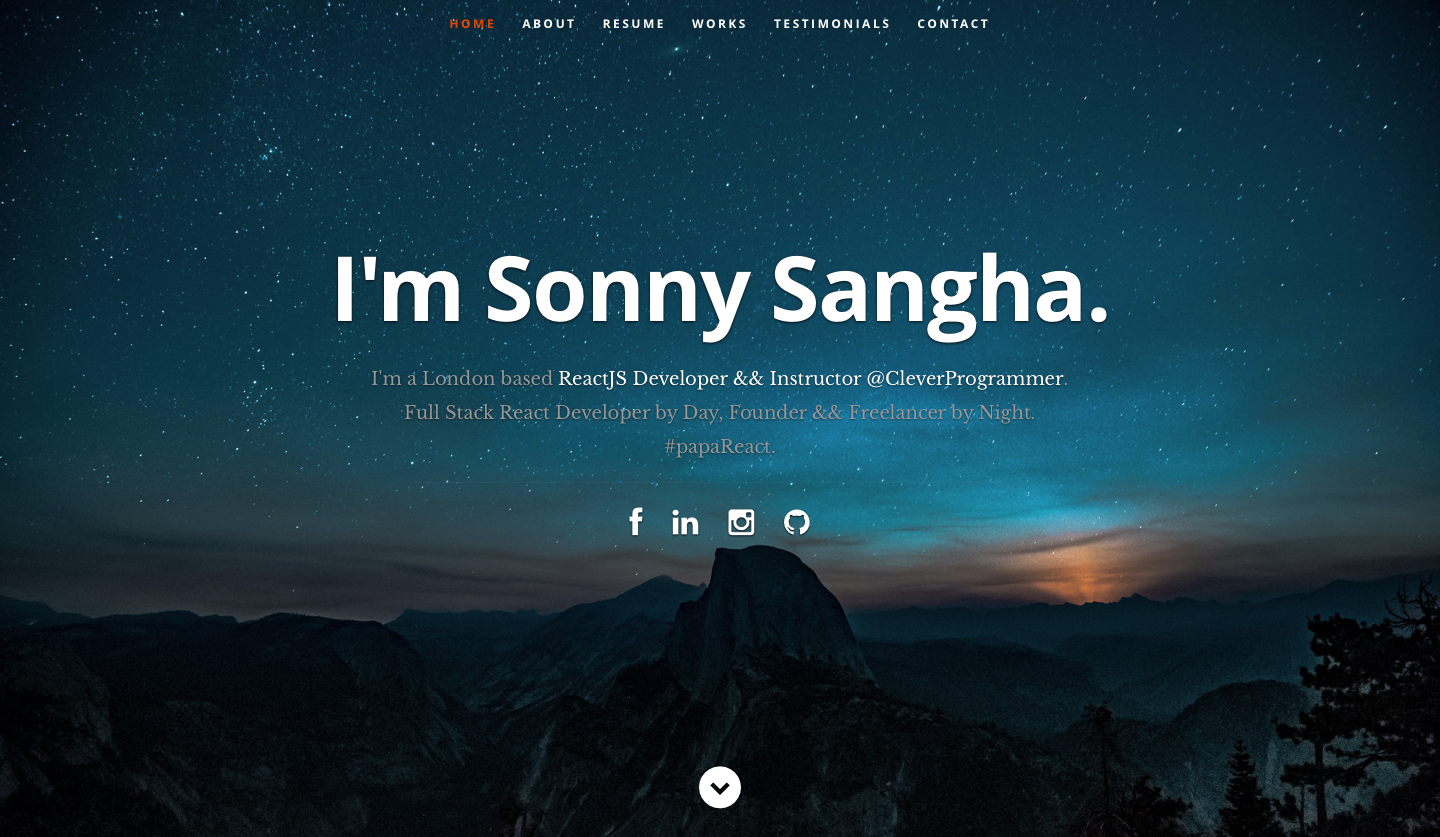 HOME ABOUT RESUME WORKS TESTIMONIALS CONTACT
I'm Sonny Sangha.
I'm a London based ReactJS Developer && Instructor @CleverProgrammer.
Full Stack React Developer by Day, Founder && Freelancer by Night.
#papaReact.